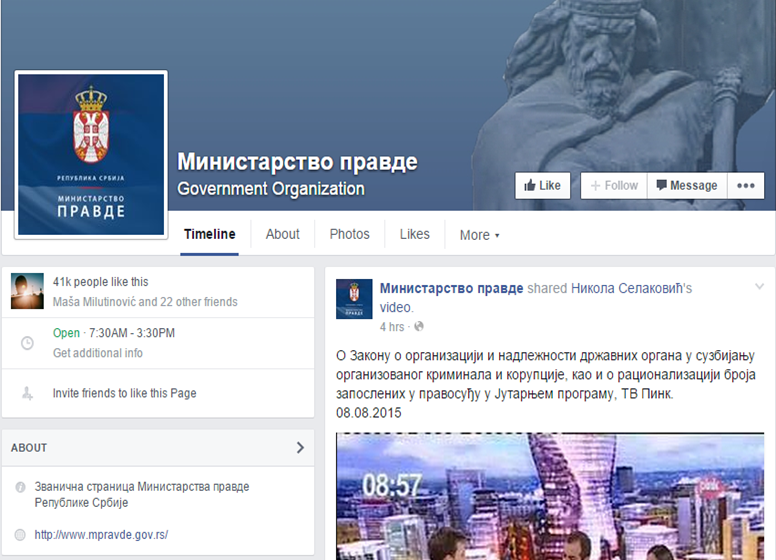 РЕПУБЛИКА СРБИЈА
МИНИСТАРСТВО
ПРАВДЕ
Министарство правде
Government Organization
Like
Follow
Message
Timeline
About
Photos
Likes
More
41k people like this
Maša Milutinović and 22 other friends
Open · 7:30AM - 3:30PM
Get additional info
Invite friends to like this Page
ABOUT
Званична страница Министарства правде
Републике Србије
http://www.mpravde.gov.rs/
Министарство правде shared Никола Селаковић's
video.
4 hrs ·
О Закону о организацији и надлежности државних органа у сузбијању
организованог криминала и корупције, као и о рационализацији броја
запослених у правосуђу у Јутарњем програму, ТВ Пинк.
08.08.2015
08:57
pink